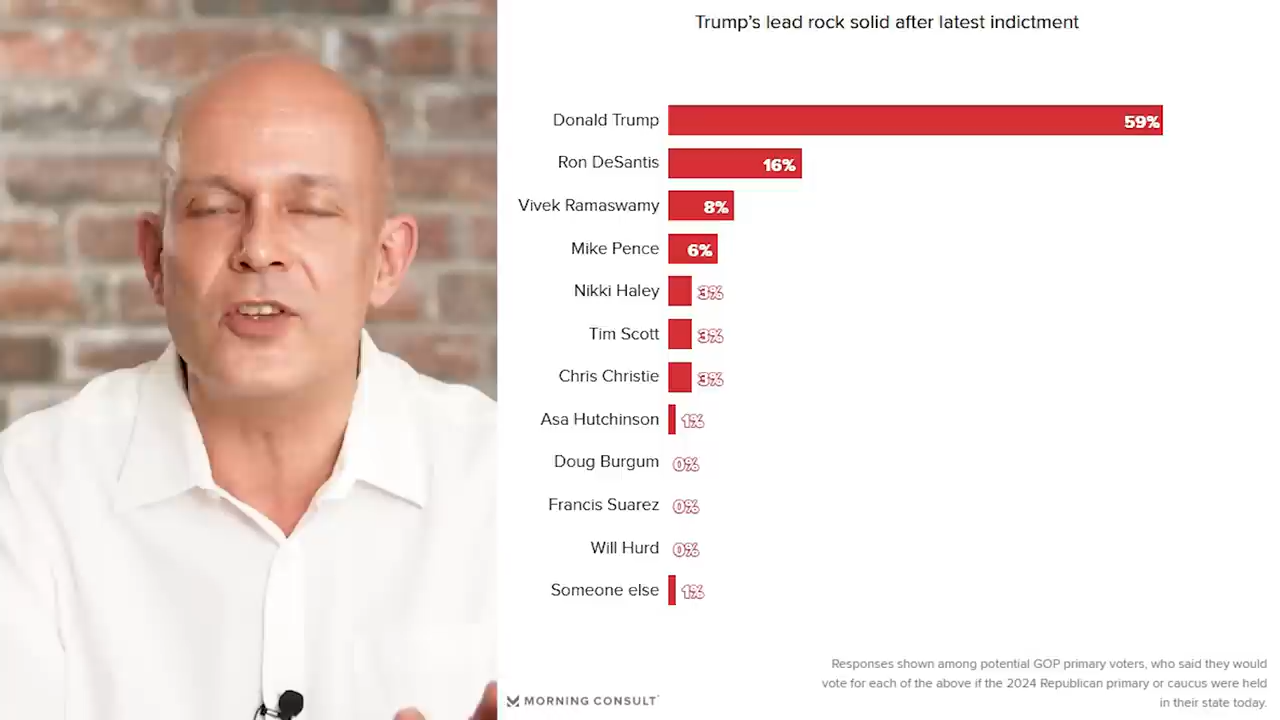 Trump’s lead rock solid after latest indictment
Donald Trump 59%
Ron DeSantis 16%
Vivek Ramaswamy 8%
Mike Pence 6%
Nikki Haley 3%
Tim Scott 3%
Chris Christie 3%
Asa Hutchinson 1%
Doug Burgum 0%
Francis Suarez 0%
Will Hurd 0%
Someone else 1%
Responses shown among potential GOP primary voters, who said they would
vote for each of the above if the 2024 Republican primary or caucus were held
in their state today.
MORNING CONSULT